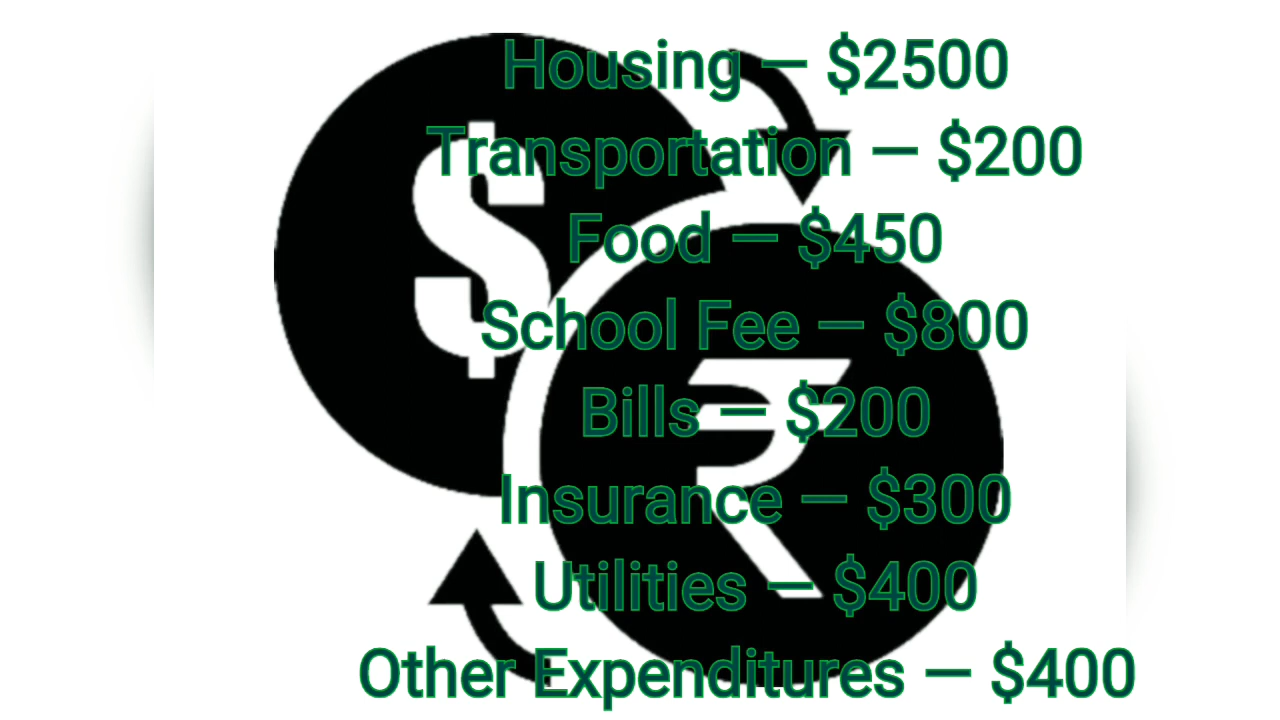 Housing — $2500
Transportation — $200
Food — $450
School Fee — $800
Bills — $200
Insurance — $300
Utilities — $400
Other Expenditures — $400